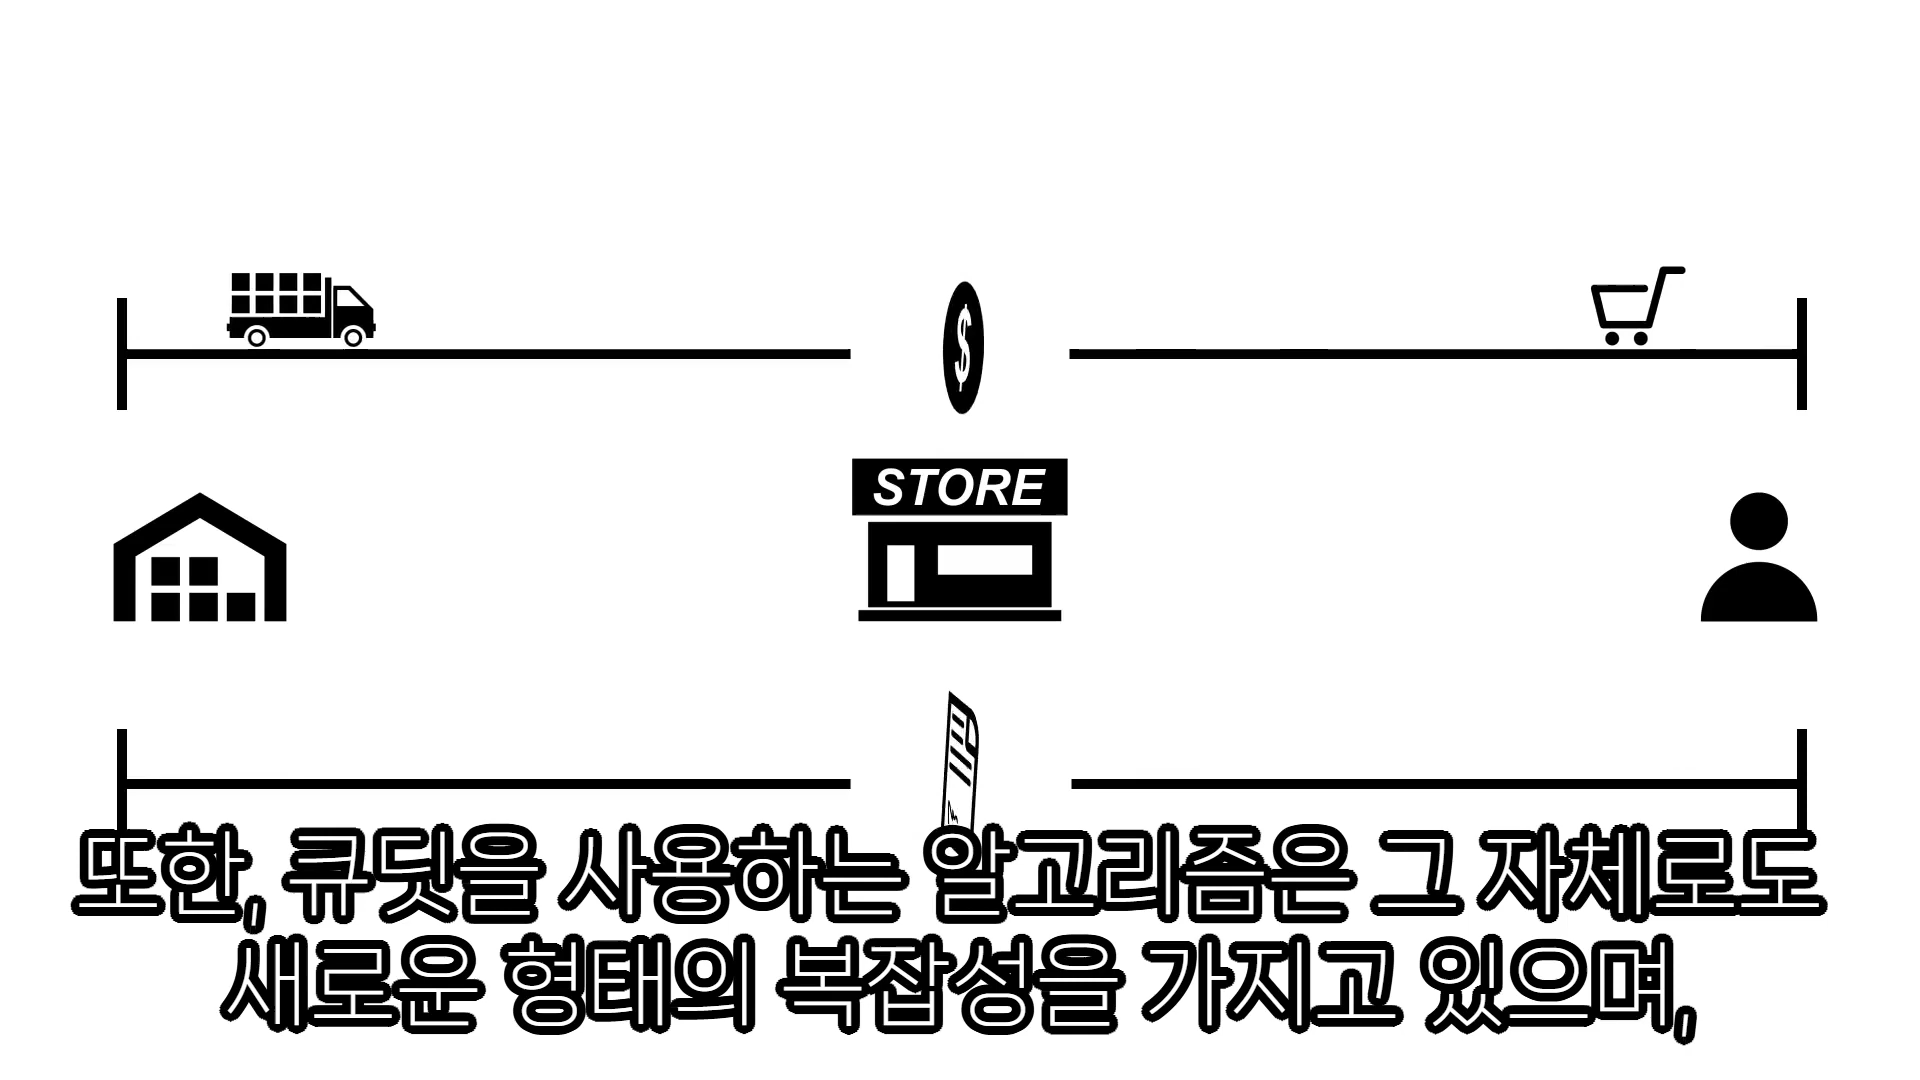 $
STORE
또한, 큐딧을 사용하는 알고리즘은 그 자체로도
새로운 형태의 복잡성을 가지고 있으며,